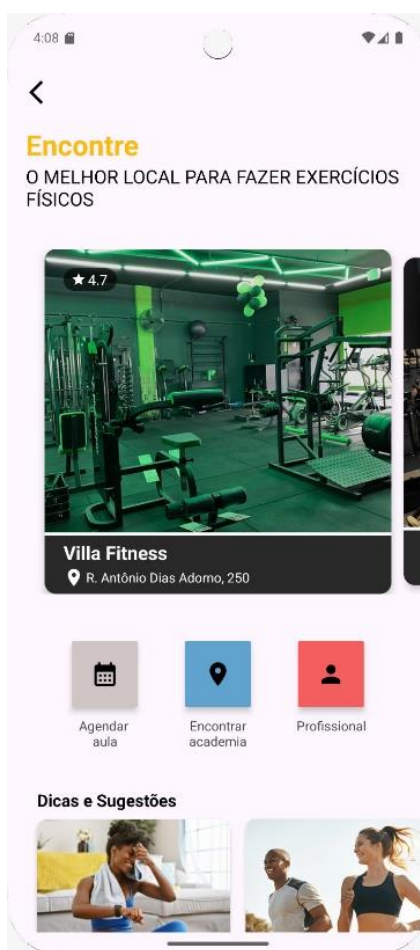 4:08
Encontre
O MELHOR LOCAL PARA FAZER EXERCÍCIOS
FÍSICOS
4.7
Villa Fitness
R. Antônio Dias Adorno, 250
Agendar
aula
Encontrar
academia
Profissional
Dicas e Sugestões